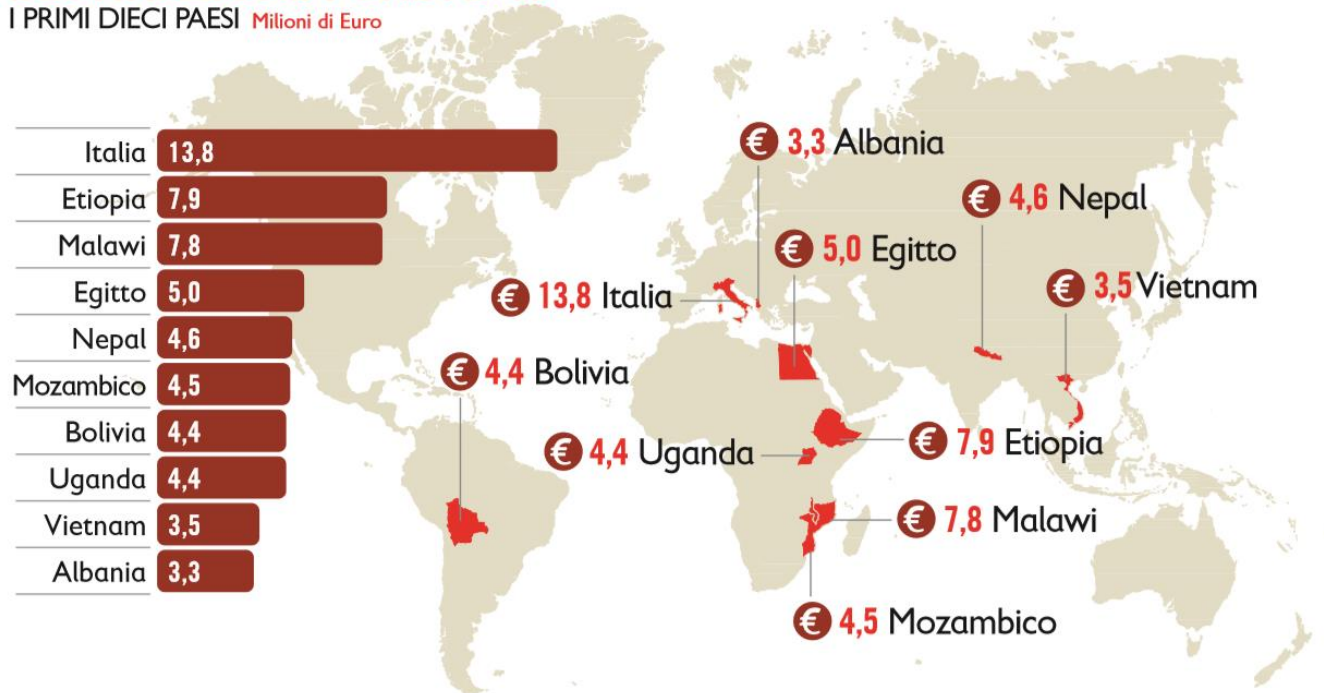 I PRIMI DIECI PAESI Milioni di Euro
Italia 13,8
Etiopia 7,9
Malawi 7,8
Egitto 5,0
Nepal 4,6
Mozambico 4,5
Bolivia 4,4
Uganda 4,4
Vietnam 3,5
Albania 3,3
€ 3,3 Albania
€ 4,6 Nepal
€ 5,0 Egitto
€ 13,8 Italia
€ 3,5 Vietnam
€ 4,4 Bolivia
€ 4,4 Uganda
€ 7,9 Etiopia
€ 7,8 Malawi
€ 4,5 Mozambico